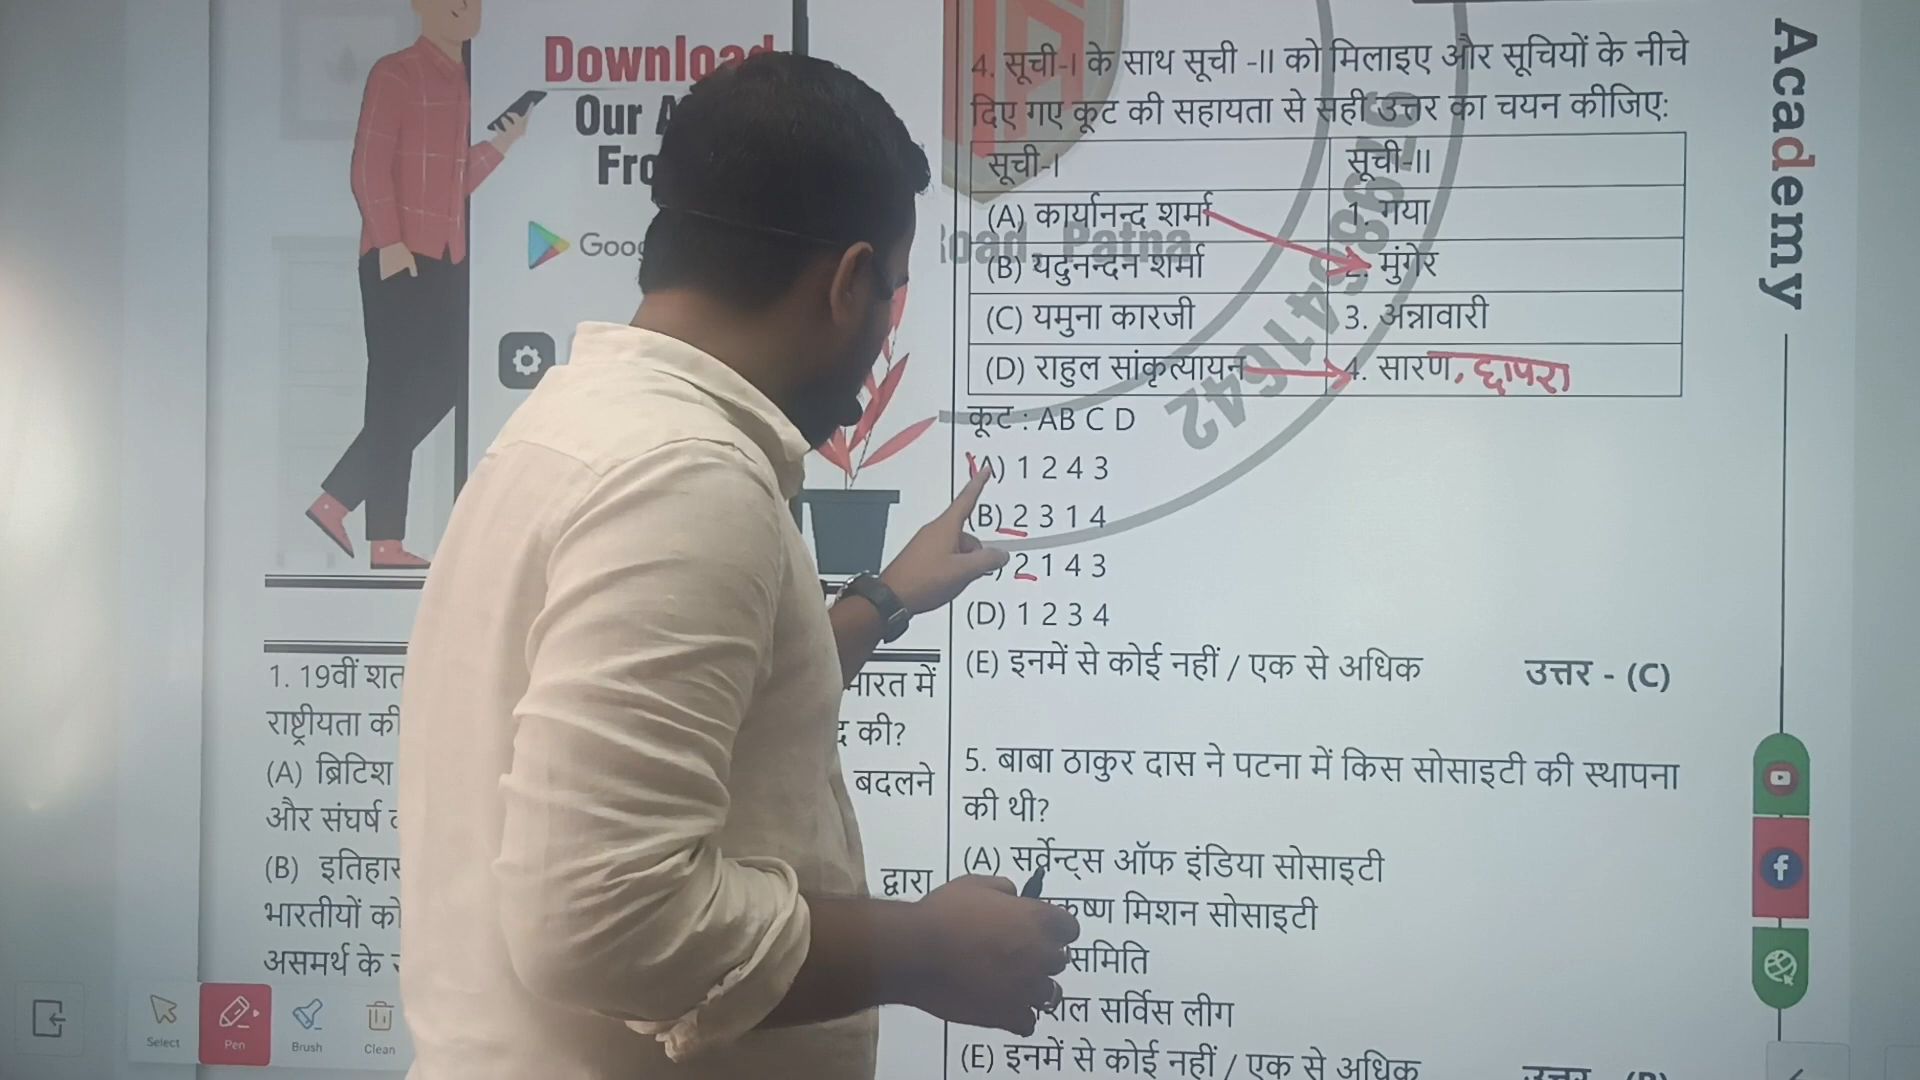 Download
Our
Fro
Goog
1. 19वीं शत
भारत में
राष्ट्रीयता की
की?
(A) ब्रिटिश
बदलने
और संघर्ष
(B) इतिहास
द्वारा
भारतीयों को
असमर्थ के
Select
Pen
Brush
Clean
4. सूची-I के साथ सूची -II को मिलाइए और सूचियों के नीचे
दिए गए कूट की सहायता से सही उत्तर का चयन कीजिए:
सूची-I सूची-II
(A) कार्यानन्द शर्मा 1. गया
(B) यदुनन्दन शर्मा 2. मुंगेर
(C) यमुना कारजी 3. अन्नावारी
(D) राहुल सांकृत्यायन 4. सारण, छापरा
कूट : AB C D
(A) 1 2 4 3
(B) 2 3 1 4
2 1 4 3
(D) 1 2 3 4
(E) इनमें से कोई नहीं / एक से अधिक उत्तर - (C)
5. बाबा ठाकुर दास ने पटना में किस सोसाइटी की स्थापना
की थी?
(A) सर्वेन्ट्स ऑफ इंडिया सोसाइटी
मिशन सोसाइटी
समिति
सर्विस लीग
(E) इनमें से कोई नहीं / एक से अधिक
Road, Patna
Academy